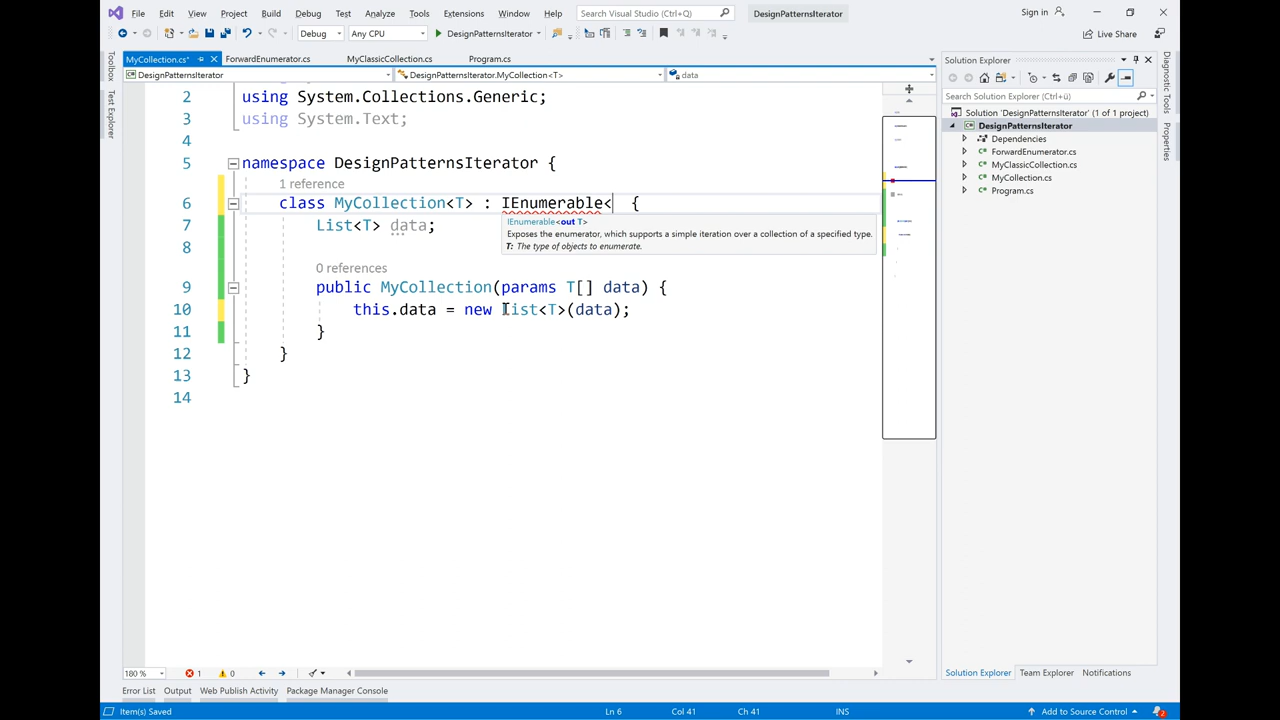 File Edit View Project Build Debug Test Analyze Tools Extensions Window Help Search Visual Studio (Ctrl+Q) DesignPatternsIterator Sign in
Debug Any CPU DesignPatternsIterator Live Share
MyCollection.cs* ForwardEnumerator.cs MyClassicCollection.cs Program.cs
DesignPatternsIterator DesignPatternsIterator.MyCollection<T> data
2 using System.Collections.Generic;
3 using System.Text;
4
5 namespace DesignPatternsIterator {
1 reference
6 class MyCollection<T> : IEnumerable< {
7 List<T> data;
IEnumerable<out T>
Exposes the enumerator, which supports a simple iteration over a collection of a specified type.
T: The type of objects to enumerate.
8
0 references
9 public MyCollection(params T[] data) {
10 this.data = new List<T>(data);
11 }
12 }
13 }
14
Toolbox
Test Explorer
Solution Explorer
Search Solution Explorer (Ctrl+ü)
Solution 'DesignPatternsIterator' (1 of 1 project)
DesignPatternsIterator
Dependencies
ForwardEnumerator.cs
MyClassicCollection.cs
MyCollection.cs
Program.cs
Diagnostic Tools
Properties
180 % 1 0
Solution Explorer Team Explorer Notifications
Error List Output Web Publish Activity Package Manager Console
Item(s) Saved Ln 6 Col 41 Ch 41 INS Add to Source Control 2